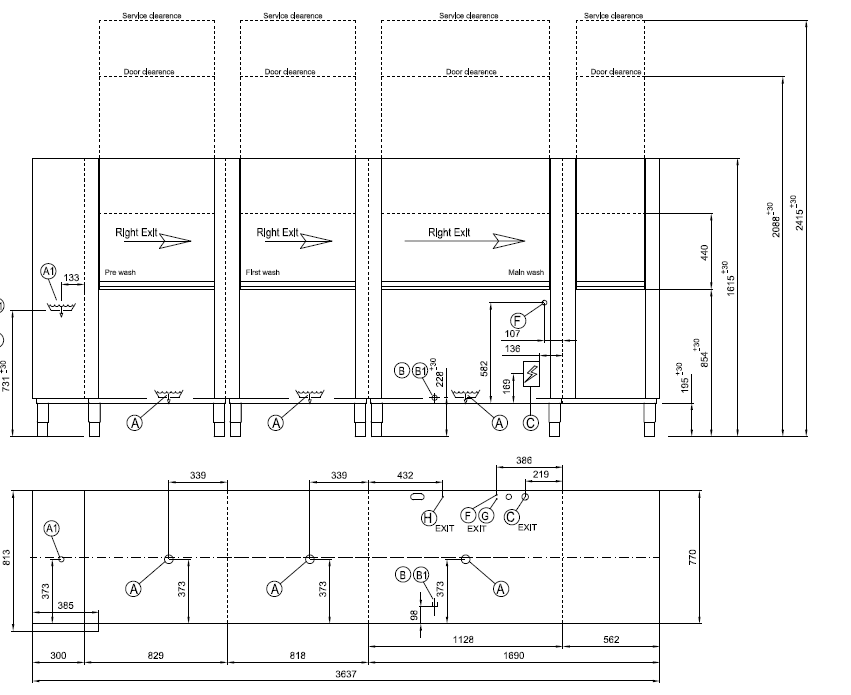 Service clearence
Service clearence
Service clearence
Service clearence
Door clearence
Door clearence
Door clearence
Door clearence
2088±30
2415±30
Right Exit
Right Exit
Right Exit
440
1615±30
A1
133
Pre wash
First wash
Main wash
F
107
136
731±30
B
B1
228±30
582
169
854±30
195±30
A
A
A
C
386
339
339
432
219
H
EXIT
F
EXIT
G
C
EXIT
A1
813
770
373
A
373
A
373
B
B1
373
A
385
98
1128
562
300
829
818
1690
3637